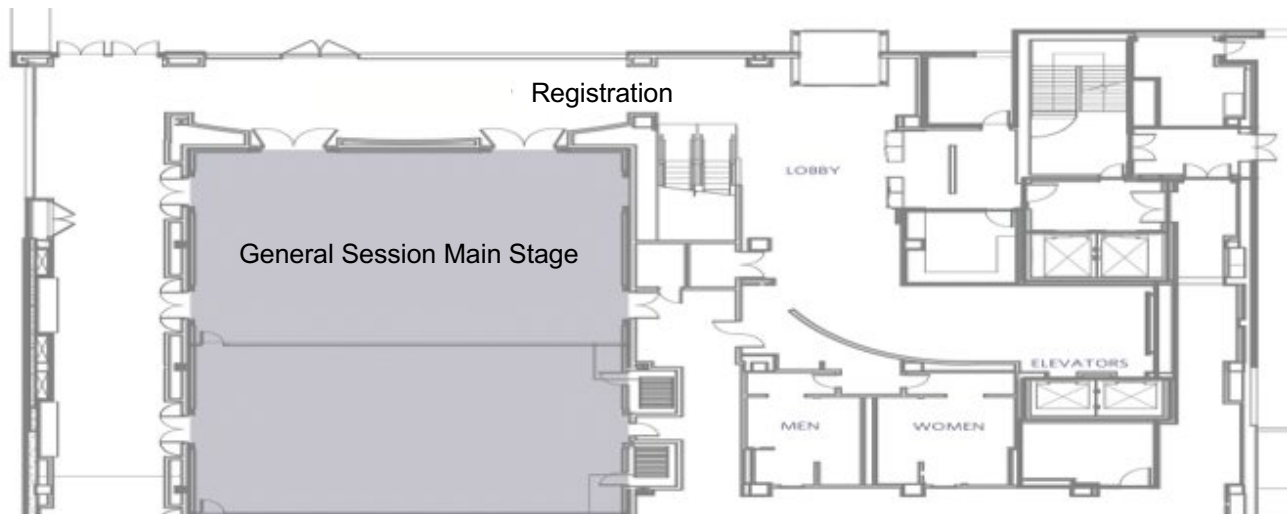 Registration
LOBBY
General Session Main Stage
ELEVATORS
MEN
WOMEN